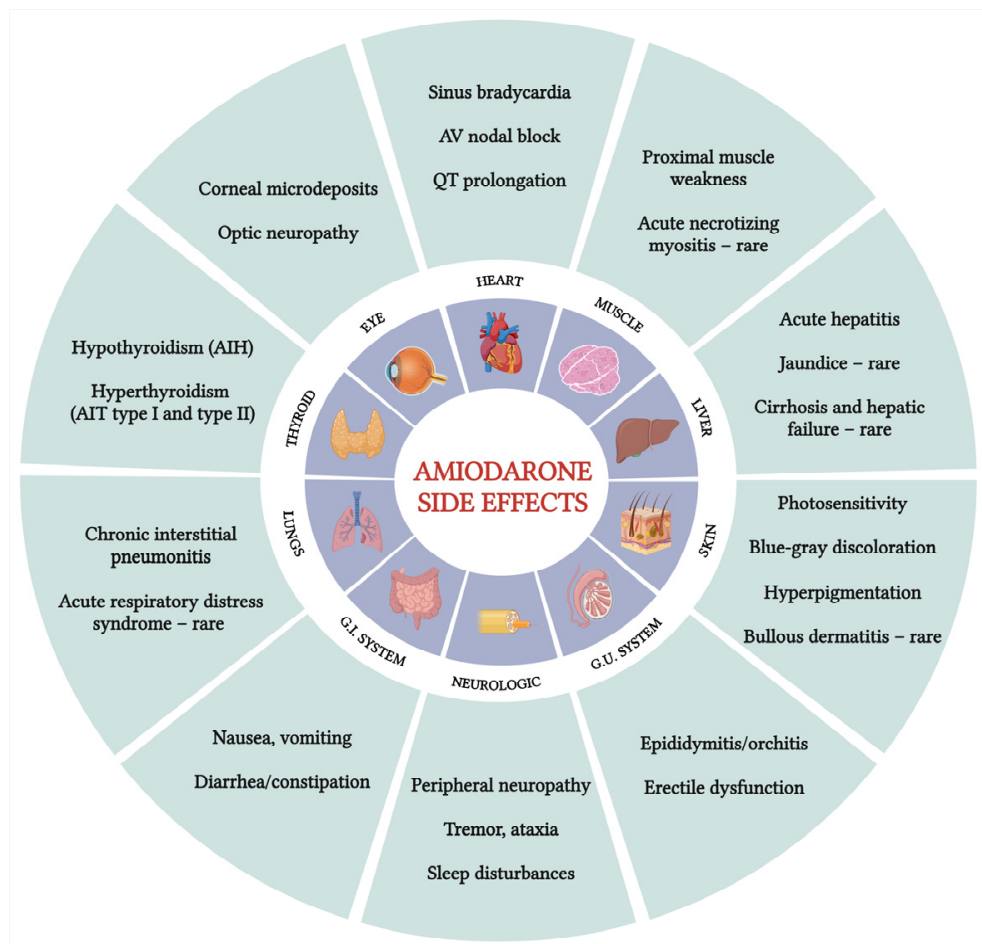 AMIODARONE
SIDE EFFECTS
HEART
Sinus bradycardia
AV nodal block
QT prolongation
MUSCLE
Proximal muscle
weakness
Acute necrotizing
myositis – rare
LIVER
Acute hepatitis
Jaundice – rare
Cirrhosis and hepatic
failure – rare
SKIN
Photosensitivity
Blue-gray discoloration
Hyperpigmentation
Bullous dermatitis – rare
G.U. SYSTEM
Epididymitis/orchitis
Erectile dysfunction
NEUROLOGIC
Peripheral neuropathy
Tremor, ataxia
Sleep disturbances
G.I. SYSTEM
Nausea, vomiting
Diarrhea/constipation
LUNGS
Chronic interstitial
pneumonitis
Acute respiratory distress
syndrome – rare
THYROID
Hypothyroidism (AIH)
Hyperthyroidism
(AIT type I and type II)
EYE
Corneal microdeposits
Optic neuropathy